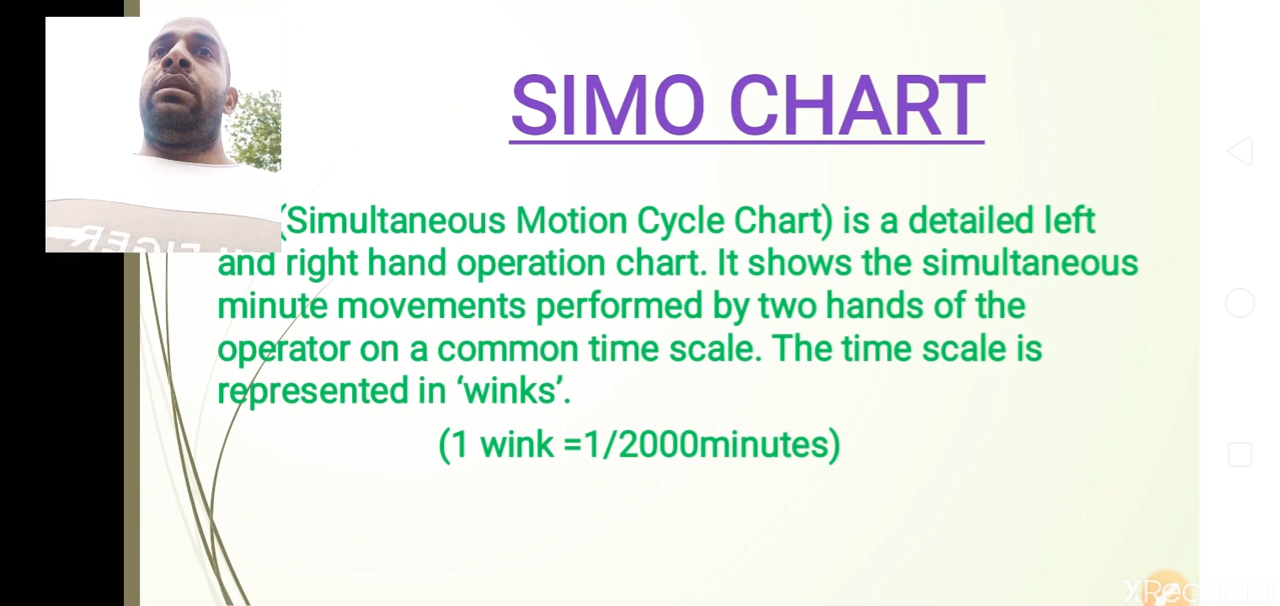 SIMO CHART
(Simultaneous Motion Cycle Chart) is a detailed left
and right hand operation chart. It shows the simultaneous
minute movements performed by two hands of the
operator on a common time scale. The time scale is
represented in ‘winks’.
(1 wink =1/2000minutes)